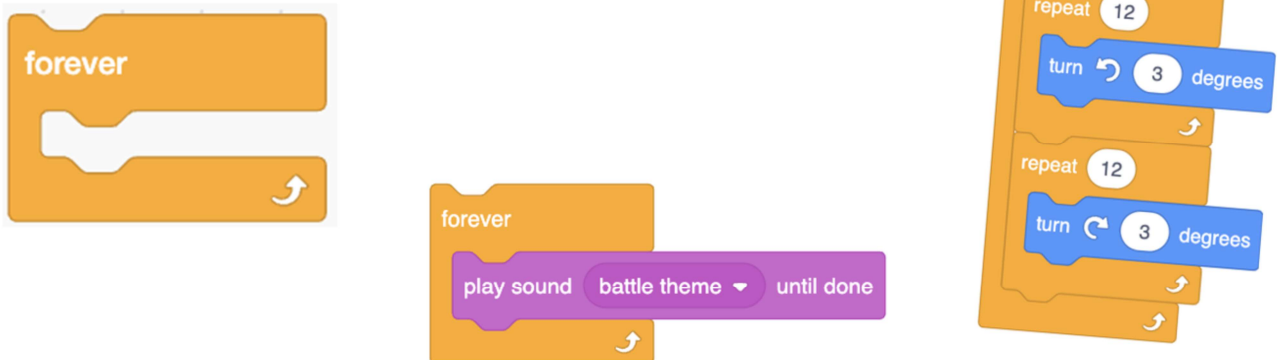 forever
forever
play sound battle theme until done
repeat 12
turn 3 degrees
repeat 12
turn 3 degrees